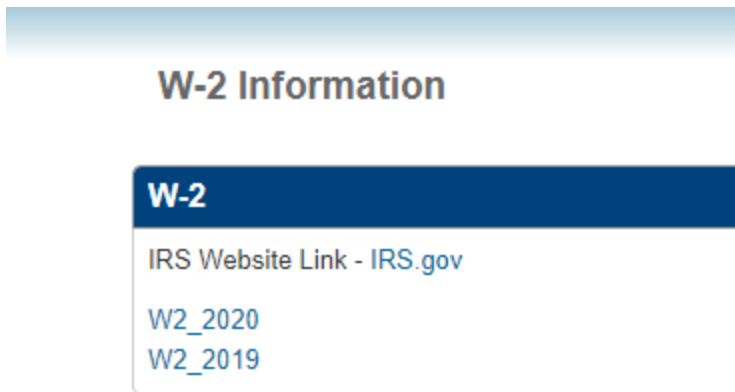 W-2 Information
W-2
IRS Website Link - IRS.gov
W2_2020
W2_2019